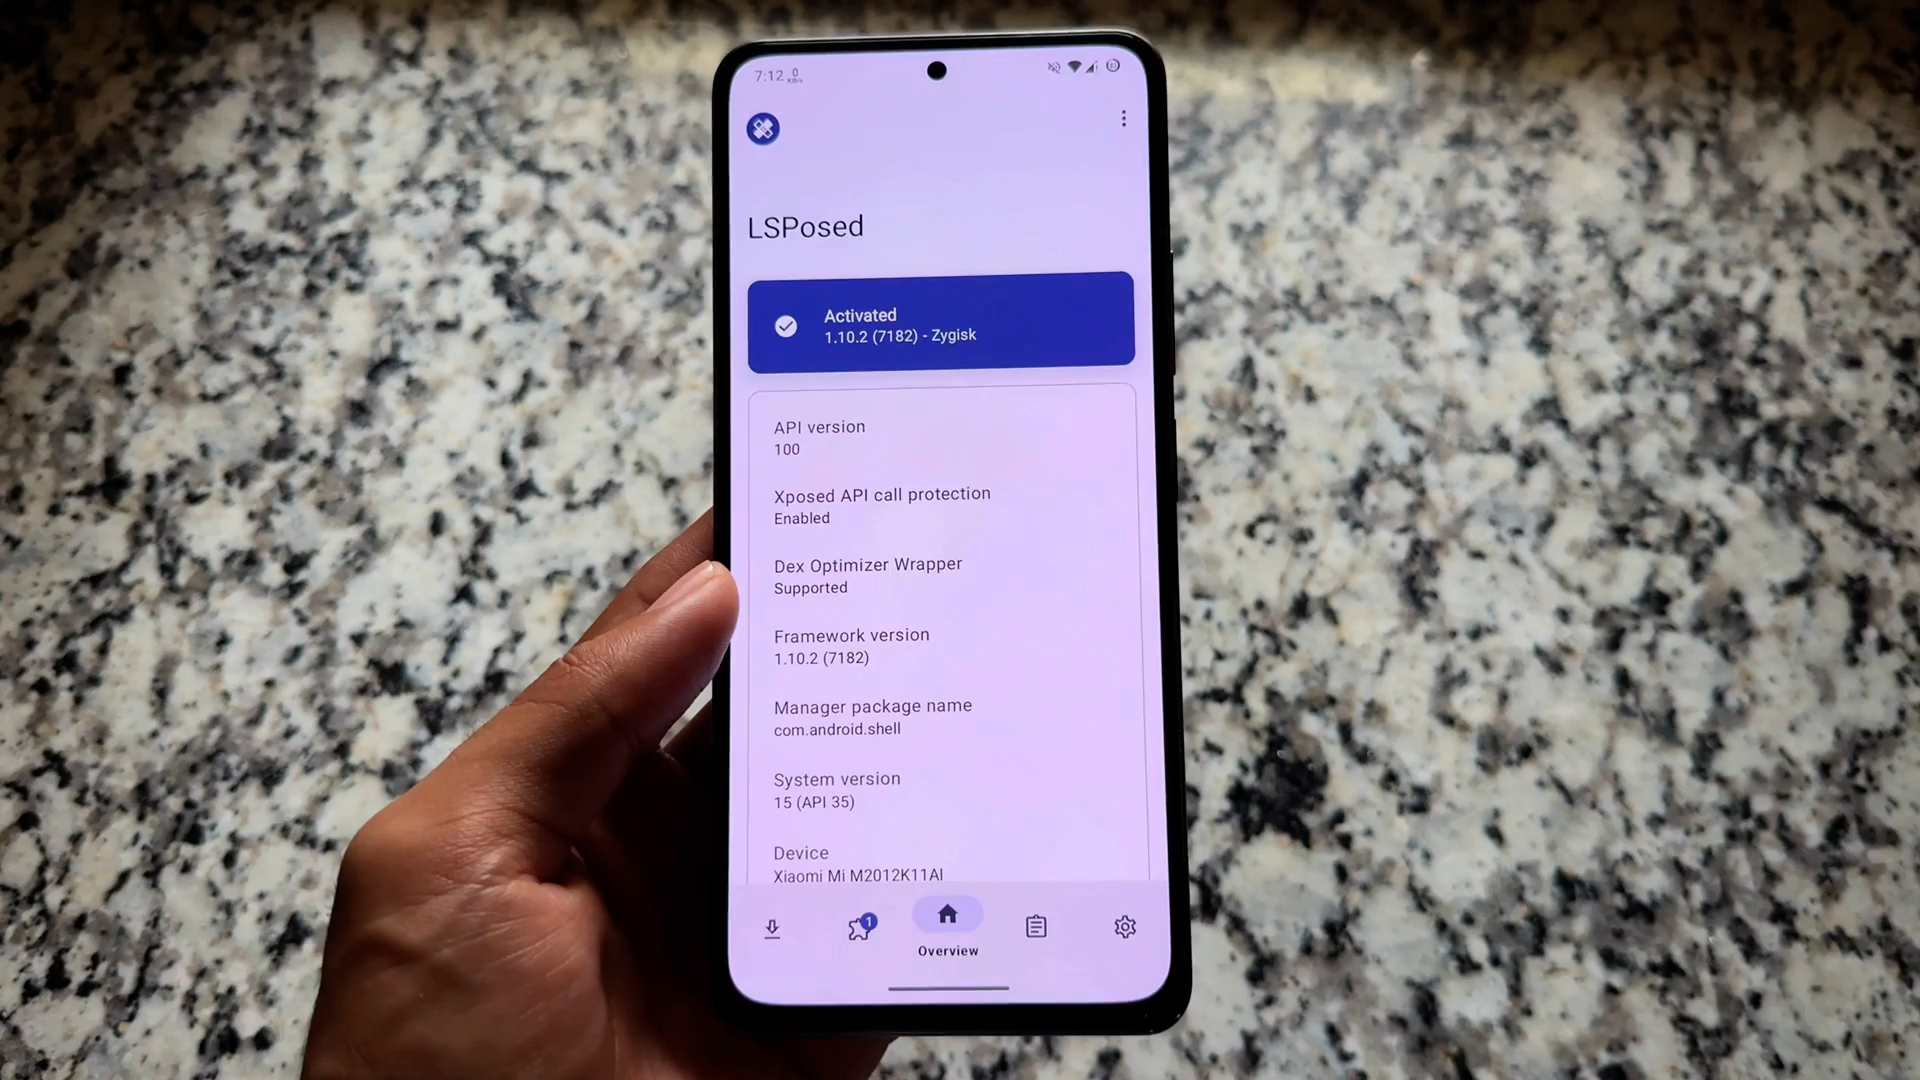 7:12 0
LSPosed
Activated
1.10.2 (7182) - Zygisk
API version
100
Xposed API call protection
Enabled
Dex Optimizer Wrapper
Supported
Framework version
1.10.2 (7182)
Manager package name
com.android.shell
System version
15 (API 35)
Device
Xiaomi Mi M2012K11AI
1
Overview